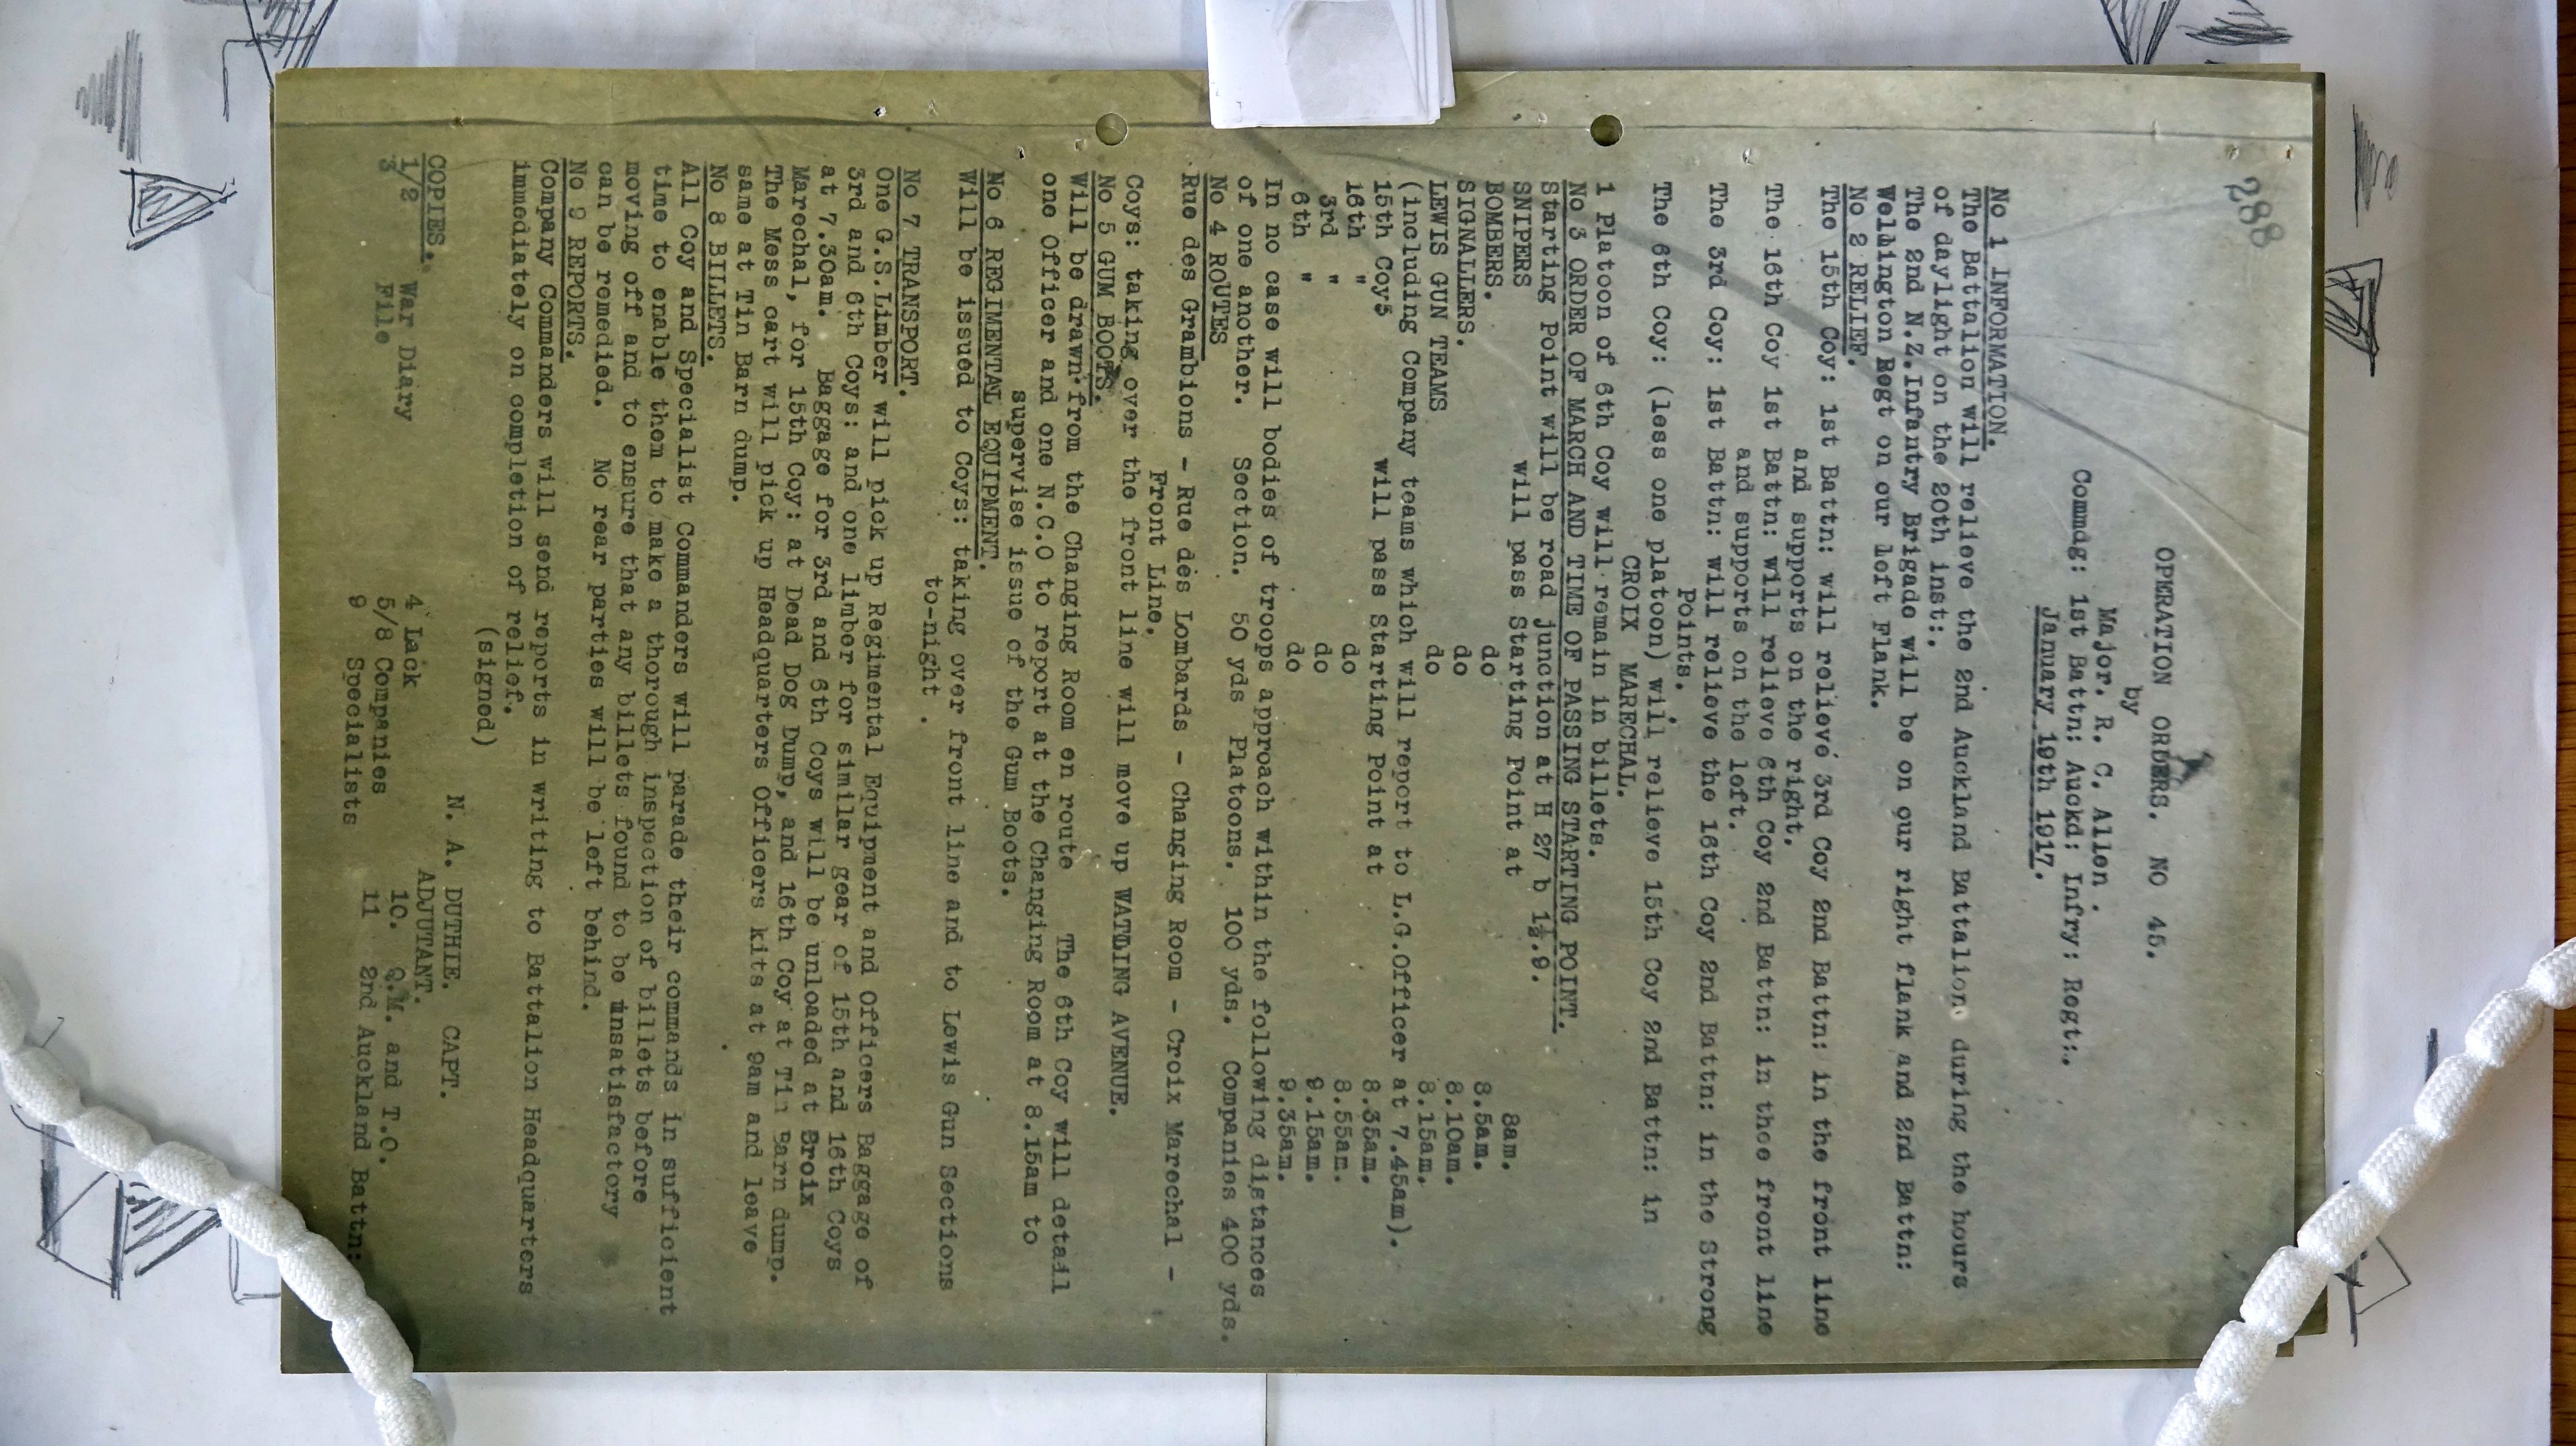 288
OPERATION ORDERS. NO 45.
by
Major. R. C. Allen .
Commdg: 1st Battn: Auckd: Infry: Regt:.
January 19th 1917.
No 1 INFORMATION.
The Battalion will relieve the 2nd Auckland Battalion during the hours
of daylight on the 20th inst:.
The 2nd N.Z.Infantry Brigade will be on our right flank and 2nd Battn:
Wellington Regt on our left Flank.
No 2 RELIEF.
The 15th Coy: 1st Battn: will relieve 3rd Coy 2nd Battn: in the front line
and supports on the right.
The 16th Coy 1st Battn: will relieve 6th Coy 2nd Battn: in thee front line
and supports on the left.
The 3rd Coy: 1st Battn: will relieve the 16th Coy 2nd Battn: in the Strong
Points.
The 6th Coy: (less one platoon) will relieve 15th Coy 2nd Battn: in
CROIX MARECHAL.
1 Platoon of 6th Coy will remain in billets.
No 3 ORDER OF MARCH AND TIME OF PASSING STARTING POINT.
Starting Point will be road junction at H 27 b 1½.9.
SNIPERS will pass Starting Point at 8am.
BOMBERS. do 8.5am.
SIGNALLERS. do 8.10am.
LEWIS GUN TEAMS do 8.15am.
(including Company teams which will report to L.G.Officer at 7.45am).
15th Coy$ will pass Starting Point at 8.35am.
16th " do 8.55am.
3rd " do 9.15am.
6th " do 9.35am.
In no case will bodies of troops approach within the following distances
of one another. Section. 50 yds Platoons. 100 yds. Companies 400 yds.
No 4 ROUTES
Rue des Grambions - Rue des Lombards - Changing Room - Croix Marechal -
Front Line.
Coys: taking over the front line will move up WATLING AVENUE.
No 5 GUM BOOTS.
Will be drawn from the Changing Room en route The 6th Coy will detail
one Officer and one N.C.O to report at the Changing Room at 8.15am to
supervise issue of the Gum Boots.
No 6 REGIMENTAL EQUIPMENT.
Will be issued to Coys: taking over front line and to Lewis Gun Sections
to-night .
No 7 TRANSPORT.
One G.S.Limber will pick up Regimental Equipment and Officers Baggage of
3rd and 6th Coys: and one limber for similar gear of 15th and 16th Coys
at 7.30am. Baggage for 3rd and 6th Coys will be unloaded at Broix
Marechal, for 15th Coy: at Dead Dog Dump, and 16th Coy at Tin Barn dump.
The Mess cart will pick up Headquarters Officers kits at 9am and leave
same at Tin Barn dump.
No 8 BILLETS.
All Coy and Specialist Commanders will parade their commands in sufficient
time to enable them to make a thorough inspection of billets before
moving off and to ensure that any billets found to be unsatisfactory
can be remedied. No rear parties will be left behind.
No 9 REPORTS.
Company Commanders will send reports in writing to Battalion Headquarters
immediately on completion of relief.
(signed) N. A. DUTHIE. CAPT.
ADJUTANT.
COPIES.
1/2 War Diary 4 Lack 10. Q.M. and T.O.
3 File 5/8 Companies 11 2nd Auckland Battn:
9 Specialists